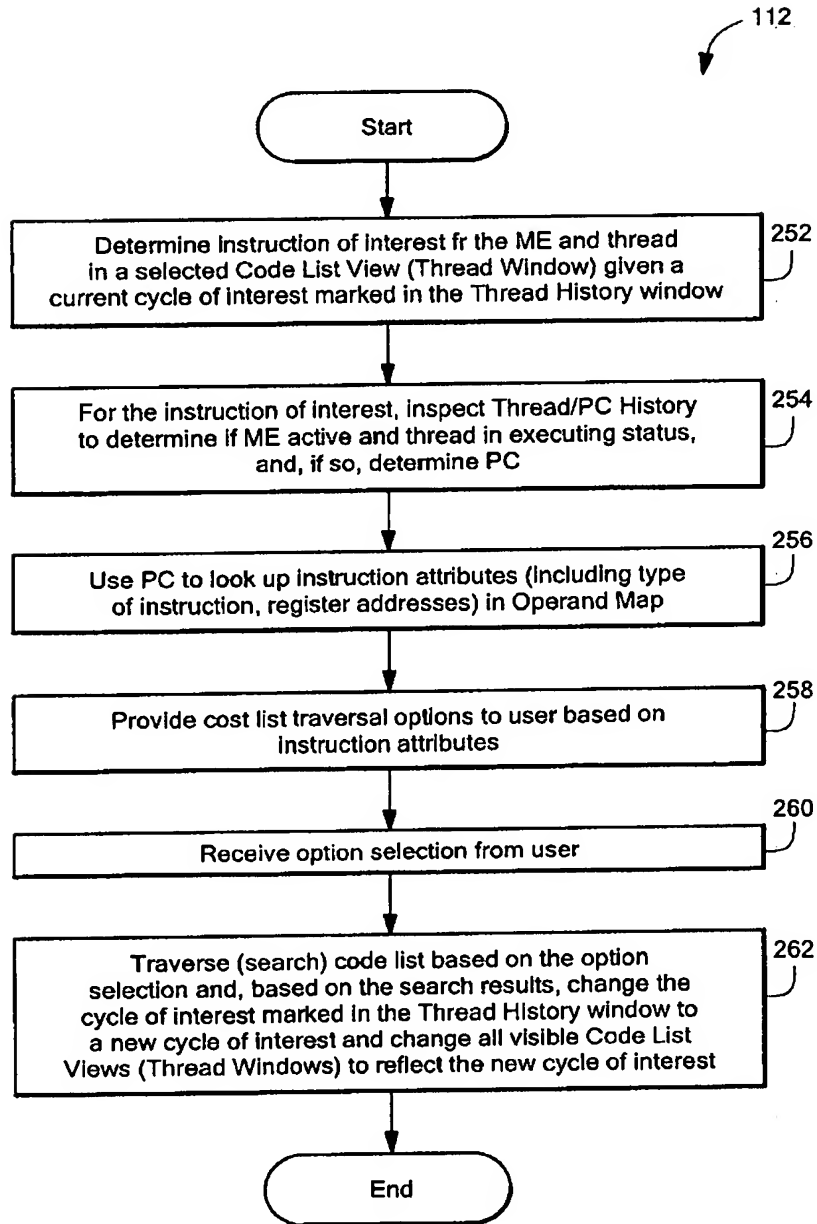 112
Start
Determine instruction of interest fr the ME and thread
in a selected Code List View (Thread Window) given a
current cycle of interest marked in the Thread History window
252
For the instruction of interest, inspect Thread/PC History
to determine if ME active and thread in executing status,
and, if so, determine PC
254
Use PC to look up instruction attributes (including type
of instruction, register addresses) in Operand Map
256
Provide cost list traversal options to user based on
instruction attributes
258
Receive option selection from user
260
Traverse (search) code list based on the option
selection and, based on the search results, change the
cycle of interest marked in the Thread History window to
a new cycle of interest and change all visible Code List
Views (Thread Windows) to reflect the new cycle of interest
262
End